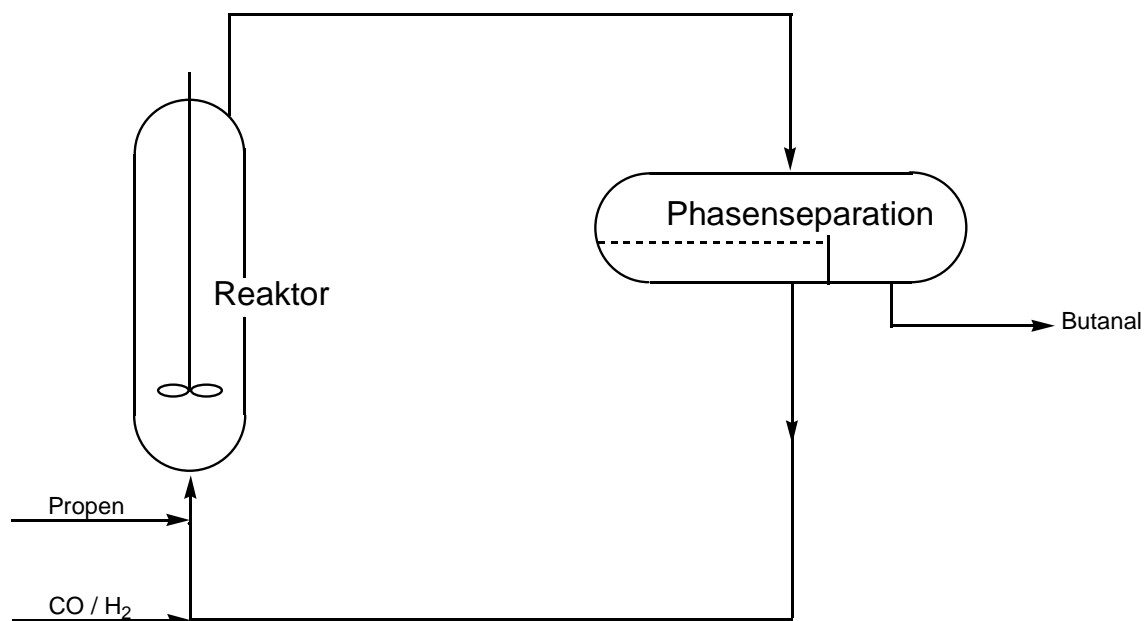 Phasenseparation
Reaktor
Butanal
Propen
CO / H₂